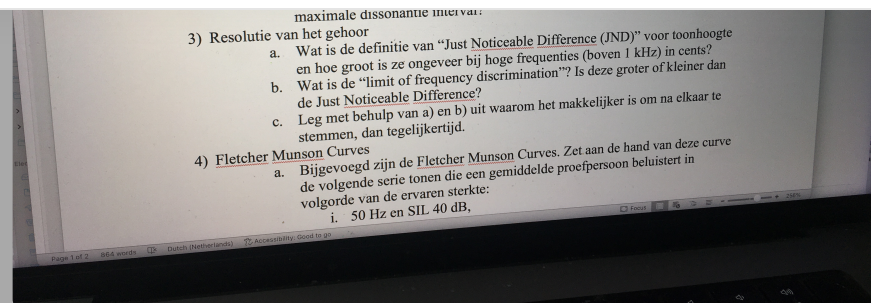 maximale dissonantie interval?
3) Resolutie van het gehoor
a. Wat is de definitie van “Just Noticeable Difference (JND)” voor toonhoogte
en hoe groot is ze ongeveer bij hoge frequenties (boven 1 kHz) in cents?
b. Wat is de “limit of frequency discrimination”? Is deze groter of kleiner dan
de Just Noticeable Difference?
c. Leg met behulp van a) en b) uit waarom het makkelijker is om na elkaar te
stemmen, dan tegelijkertijd.
4) Fletcher Munson Curves
a. Bijgevoegd zijn de Fletcher Munson Curves. Zet aan de hand van deze curve
de volgende serie tonen die een gemiddelde proefpersoon beluistert in
volgorde van de ervaren sterkte:
i. 50 Hz en SIL 40 dB,
Page 1 of 2 664 words Dutch (Netherlands) Accessibility: Good to go Focus